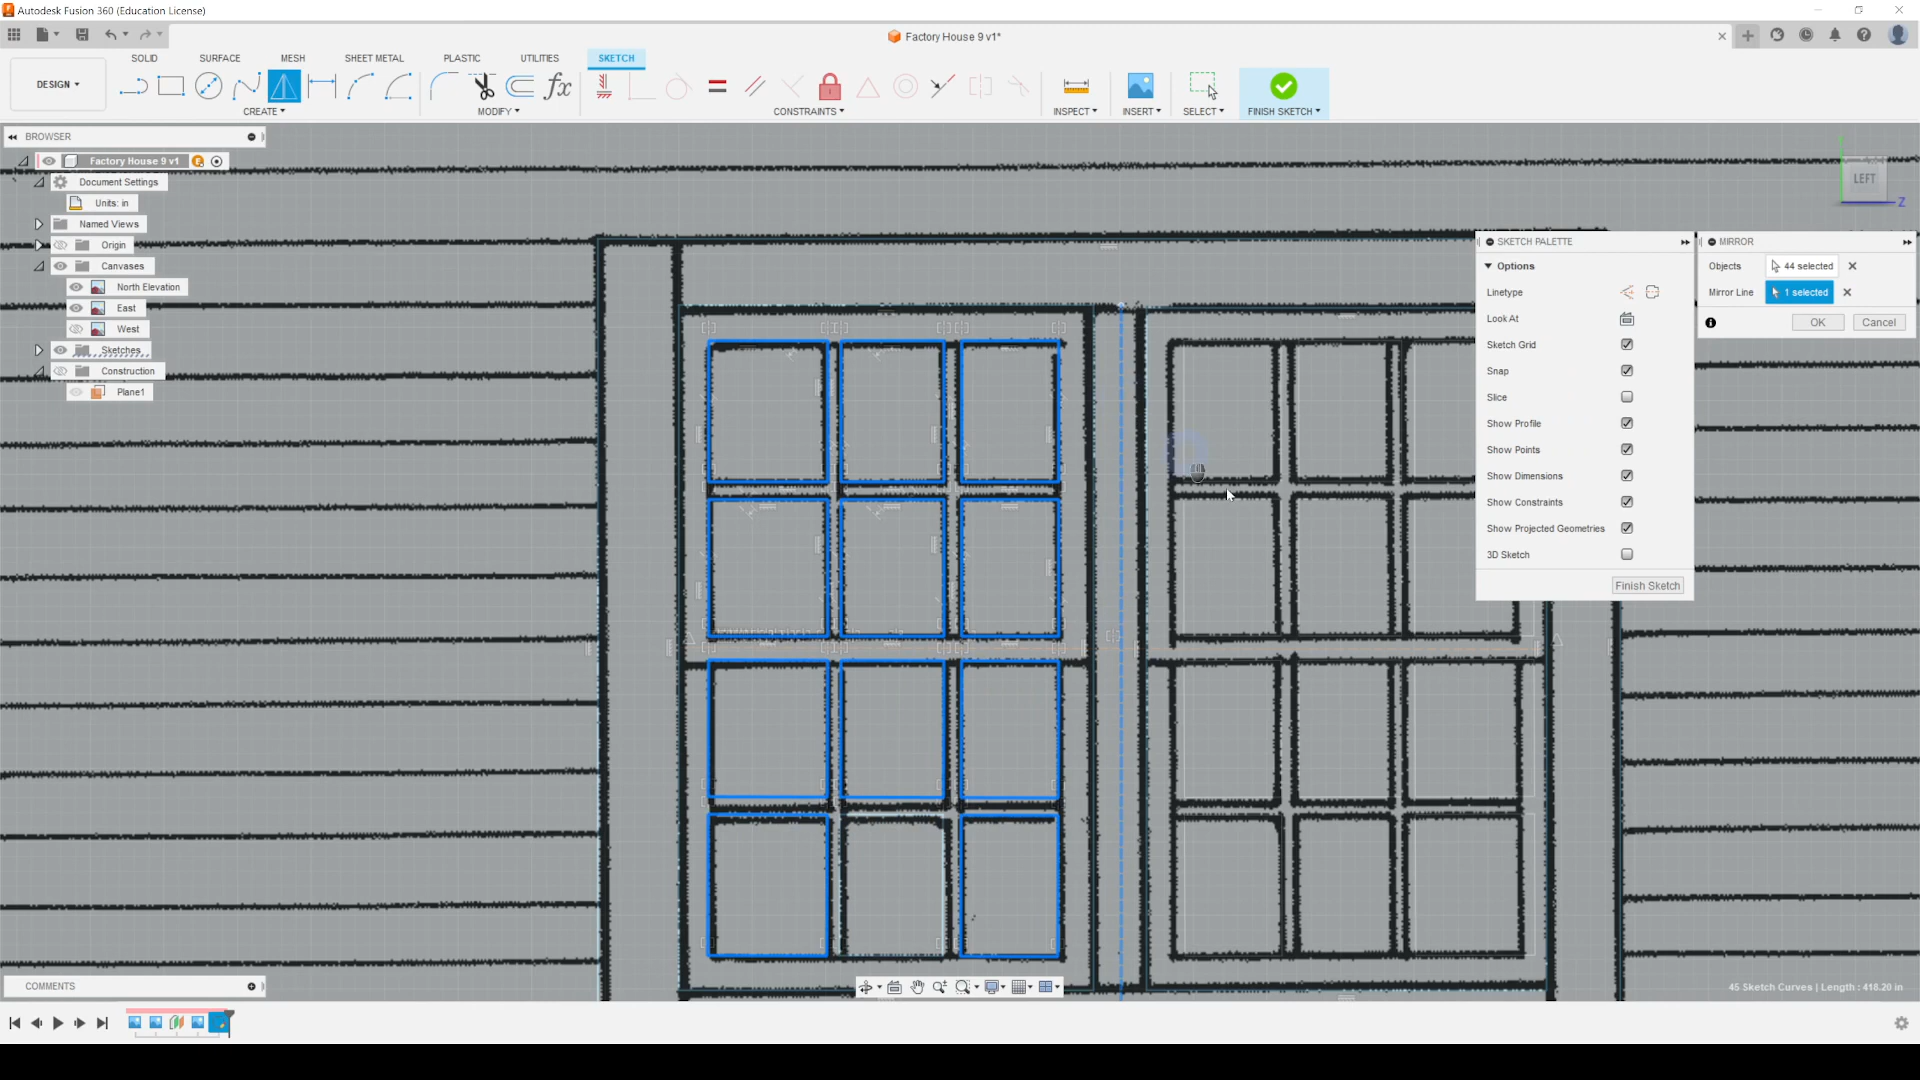 Autodesk Fusion 360 (Education License)
Factory House 9 v1*
SOLID SURFACE MESH SHEET METAL PLASTIC UTILITIES SKETCH
DESIGN
fx
CREATE MODIFY CONSTRAINTS INSPECT INSERT SELECT FINISH SKETCH
BROWSER
Factory House 9 v1
Document Settings
Units: in
Named Views
Origin
Canvases
North Elevation
East
West
Sketches
Construction
Plane1
LEFT
Z
SKETCH PALETTE
Options
Linetype
Look At
Sketch Grid
Snap
Slice
Show Profile
Show Points
Show Dimensions
Show Constraints
Show Projected Geometries
3D Sketch
Finish Sketch
MIRROR
Objects 44 selected
Mirror Line 1 selected
OK Cancel
COMMENTS
45 Sketch Curves | Length : 418.20 in